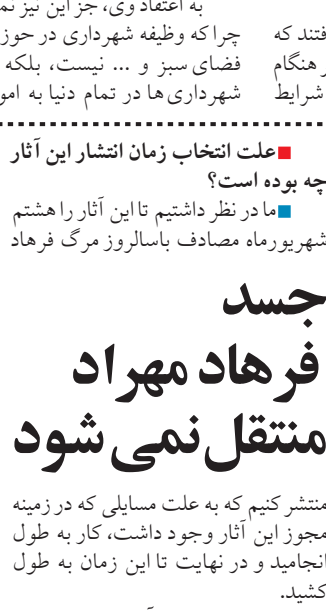 به اعتقاد وی، جز این نیز
چرا که وظیفه شهرداری در حوز
فضای سبز و ... نیست، بلکه
شهرداری ها در تمام دنیا به امو
فتند که
رهنگام
شرایط
■علت انتخاب زمان انتشار این آثار
چه بوده است؟
■ما در نظر داشتیم تا این آثار را هشتم
شهریورماه مصادف باسالروز مرگ فرهاد
جسد
فرهاد مهراد
منتقل نمی شود
منتشر کنیم که به علت مسایلی که در زمینه
مجوز این آثار وجود داشت، کار به طول
انجامید و در نهایت تا این زمان به طول
کشید.